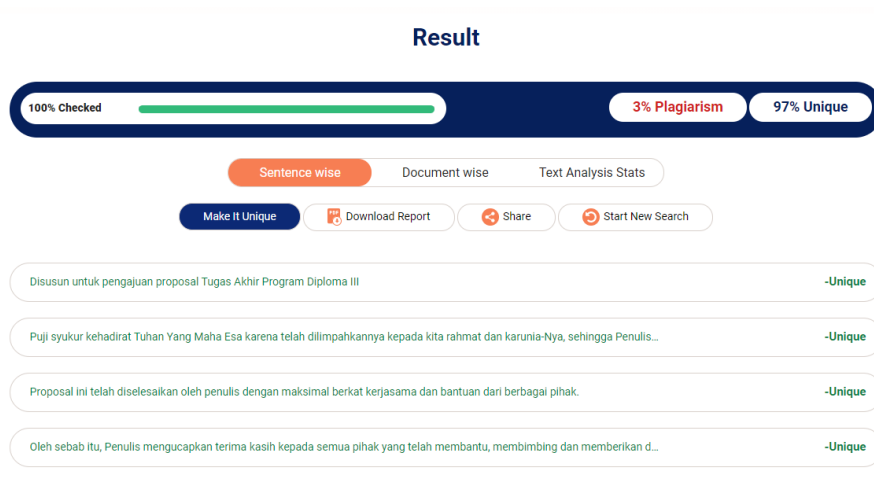 Result
100% Checked
3% Plagiarism
97% Unique
Sentence wise
Document wise
Text Analysis Stats
Make It Unique
PDF
Download Report
Share
Start New Search
Disusun untuk pengajuan proposal Tugas Akhir Program Diploma III
-Unique
Puji syukur kehadirat Tuhan Yang Maha Esa karena telah dilimpahkannya kepada kita rahmat dan karunia-Nya, sehingga Penulis...
-Unique
Proposal ini telah diselesaikan oleh penulis dengan maksimal berkat kerjasama dan bantuan dari berbagai pihak.
-Unique
Oleh sebab itu, Penulis mengucapkan terima kasih kepada semua pihak yang telah membantu, membimbing dan memberikan d...
-Unique